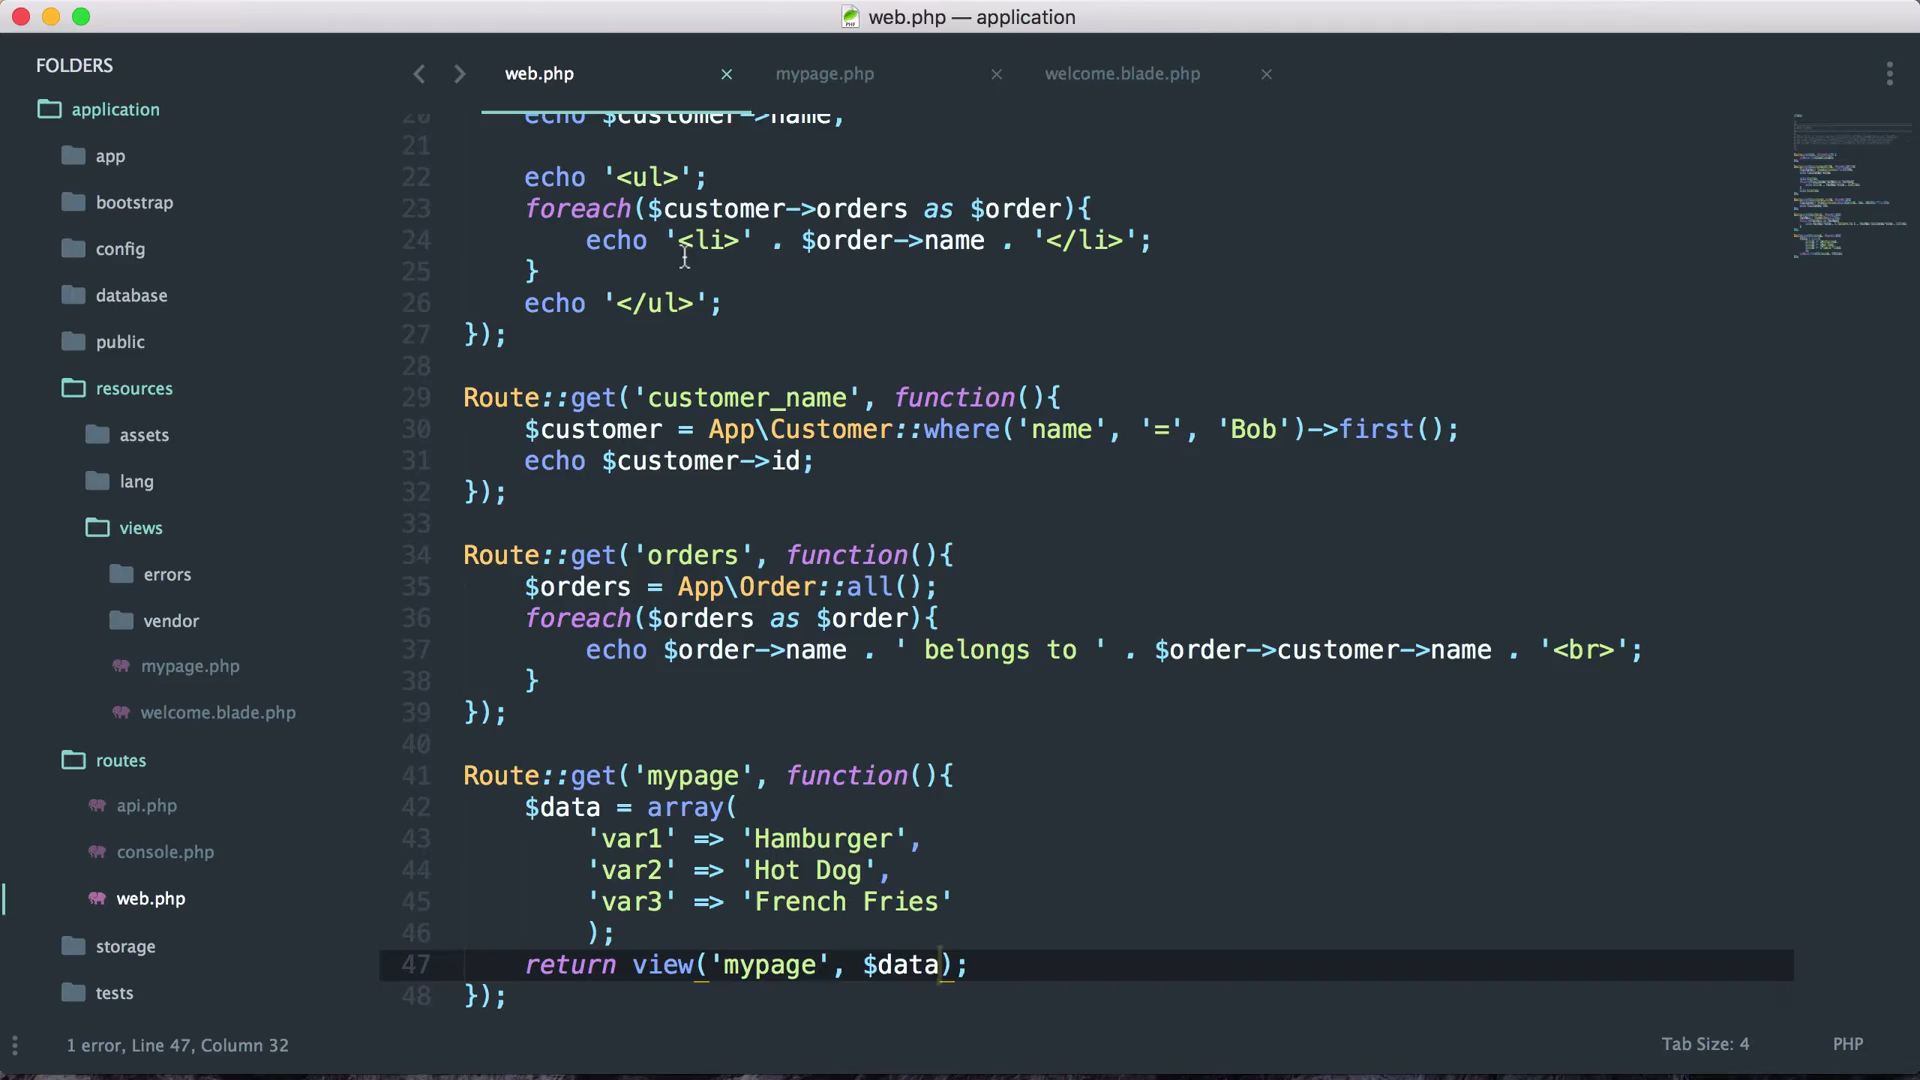 web.php — application
FOLDERS
application
app
bootstrap
config
database
public
resources
assets
lang
views
errors
vendor
mypage.php
welcome.blade.php
routes
api.php
console.php
web.php
storage
tests
web.php
mypage.php
welcome.blade.php
20 echo $customer->name;
21
22 echo '<ul>';
23 foreach($customer->orders as $order){
24 echo '<li>' . $order->name . '</li>';
25 }
26 echo '</ul>';
27 });
28
29 Route::get('customer_name', function(){
30 $customer = App\Customer::where('name', '=', 'Bob')->first();
31 echo $customer->id;
32 });
33
34 Route::get('orders', function(){
35 $orders = App\Order::all();
36 foreach($orders as $order){
37 echo $order->name . ' belongs to ' . $order->customer->name . '<br>';
38 }
39 });
40
41 Route::get('mypage', function(){
42 $data = array(
43 'var1' => 'Hamburger',
44 'var2' => 'Hot Dog',
45 'var3' => 'French Fries'
46 );
47 return view('mypage', $data);
48 });
1 error, Line 47, Column 32
Tab Size: 4
PHP